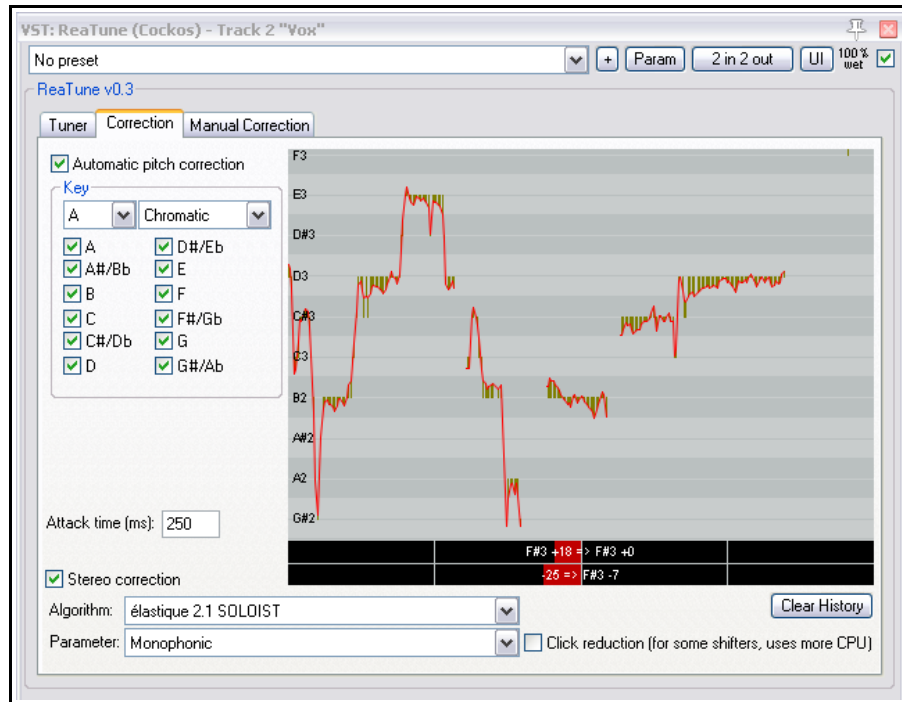 VST: ReaTune (Cockos) - Track 2 "Vox"
No preset + Param 2 in 2 out UI 100 % wet
ReaTune v0.3
Tuner Correction Manual Correction
Automatic pitch correction
Key
A Chromatic
A D#/Eb
A#/Bb E
B F
C F#/Gb
C#/Db G
D G#/Ab
Attack time (ms): 250
F3
E3
D#3
D3
C#3
C3
B2
A#2
A2
G#2
F#3 +18 => F#3 +0
-25 => F#3 -7
Stereo correction
Clear History
Algorithm: élastique 2.1 SOLOIST
Parameter: Monophonic
Click reduction (for some shifters, uses more CPU)